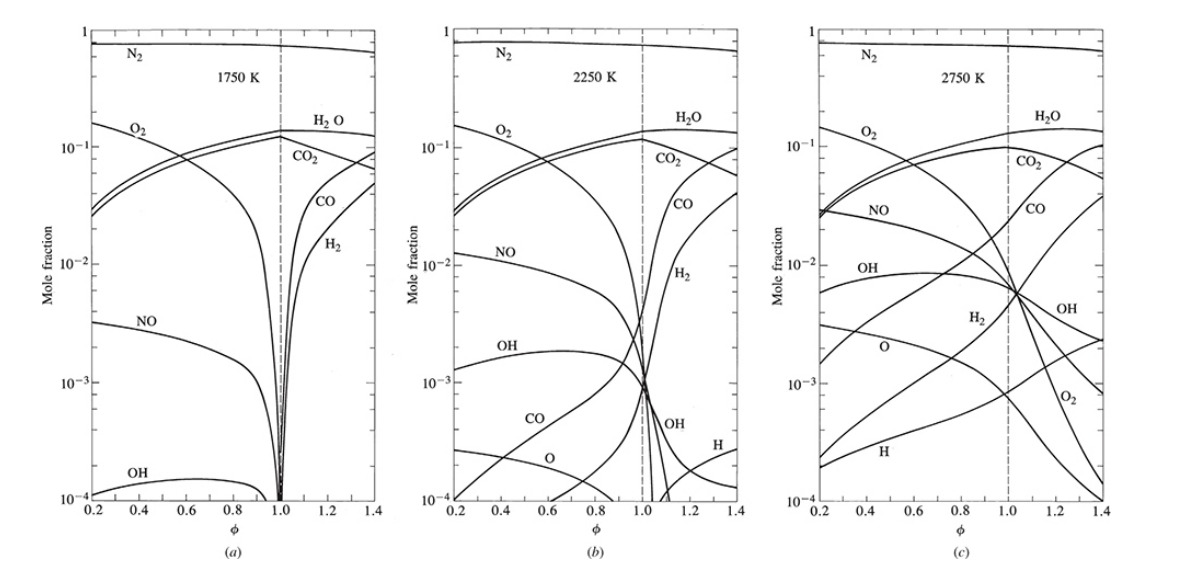 1
10⁻¹
10⁻²
10⁻³
10⁻⁴
Mole fraction
N₂
1750 K
O₂
H₂ O
CO₂
CO
H₂
NO
OH
0.2 0.4 0.6 0.8 1.0 1.2 1.4
ϕ
(a)
1
10⁻¹
10⁻²
10⁻³
10⁻⁴
Mole fraction
N₂
2250 K
O₂
H₂O
CO₂
CO
NO
H₂
OH
CO
OH
O
H
0.2 0.4 0.6 0.8 1.0 1.2 1.4
ϕ
(b)
1
10⁻¹
10⁻²
10⁻³
10⁻⁴
Mole fraction
N₂
2750 K
O₂
H₂O
CO₂
NO
CO
OH
H₂
OH
O
O₂
H
0.2 0.4 0.6 0.8 1.0 1.2 1.4
ϕ
(c)